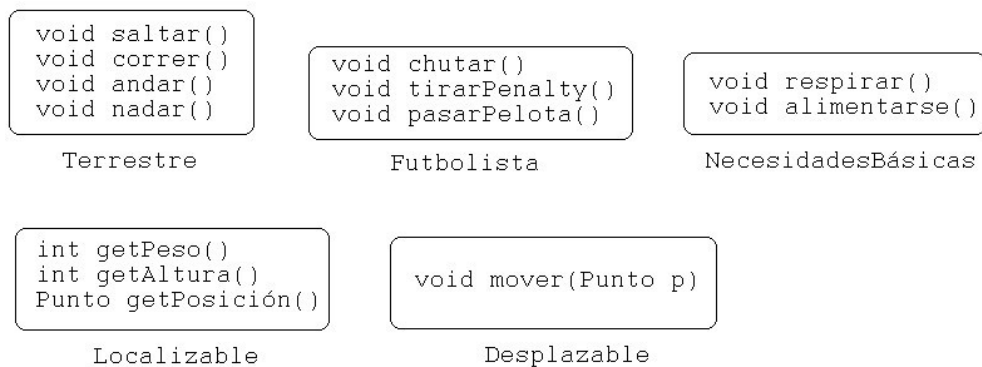 void saltar()
void correr()
void andar()
void nadar()
Terrestre
void chutar()
void tirarPenalty()
void pasarPelota()
Futbolista
void respirar()
void alimentarse()
NecesidadesBásicas
int getPeso()
int getAltura()
Punto getPosición()
Localizable
void mover(Punto p)
Desplazable